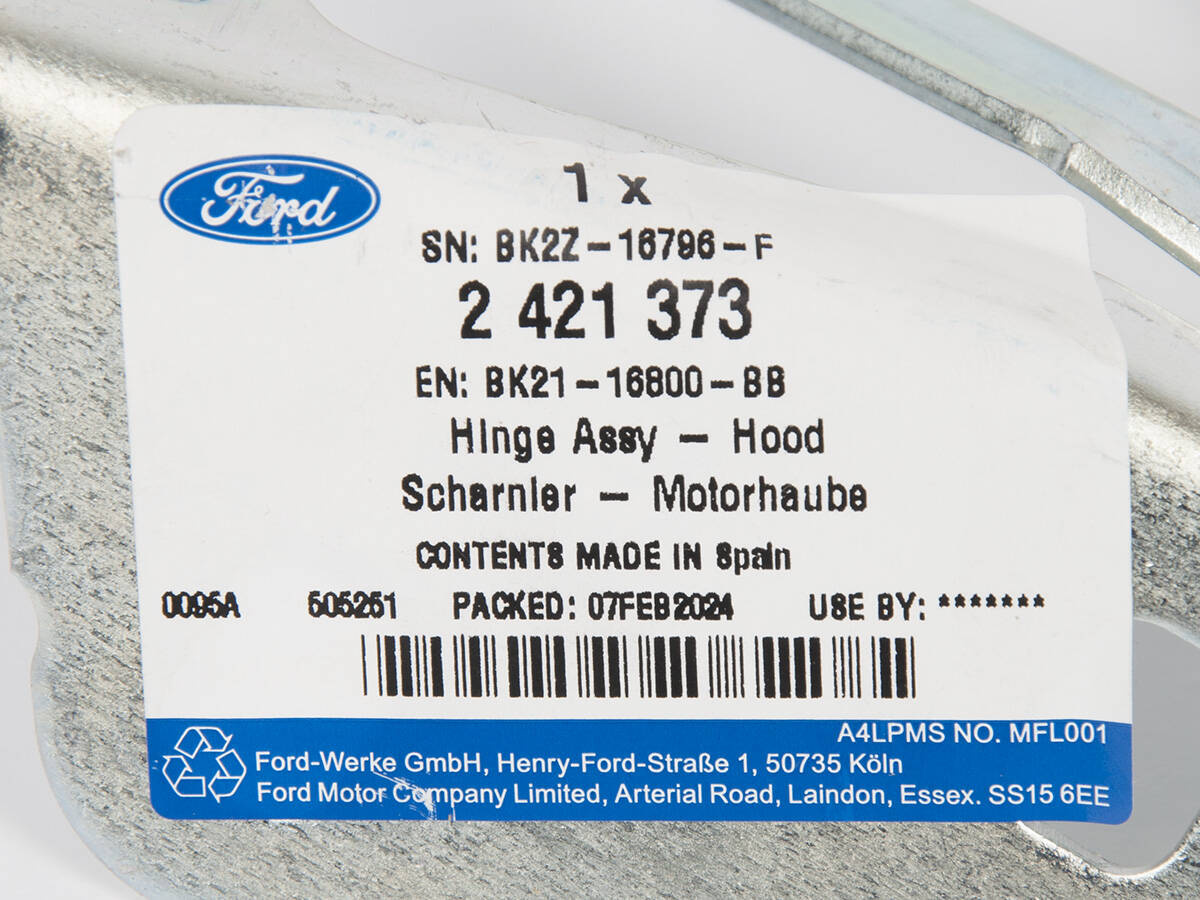 Ford
1 x
SN: BK2Z-16796-F
2 421 373
EN: BK21-16800-BB
Hinge Assy - Hood
Scharnier - Motorhaube
CONTENTS MADE IN Spain
0095A 505251 PACKED: 07FEB2024 USE BY: *******
A4LPMS NO. MFL001
Ford-Werke GmbH, Henry-Ford-Straße 1, 50735 Köln
Ford Motor Company Limited, Arterial Road, Laindon, Essex. SS15 6EE